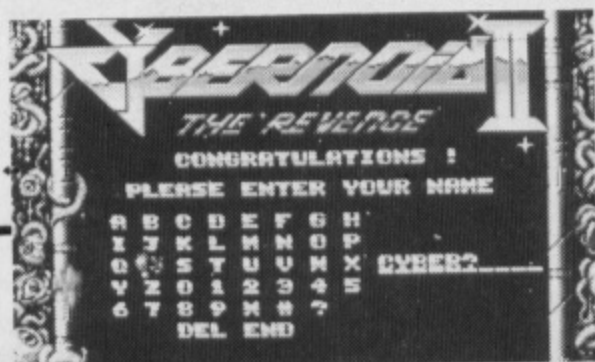 CYBERNOID II
THE REVENGE
CONGRATULATIONS !
PLEASE ENTER YOUR NAME
A B C D E F G H
I J K L M N O P
Q S T U V W X CYBER?
Y Z 0 1 2 3 4 5
6 7 8 9 * # ?
DEL END